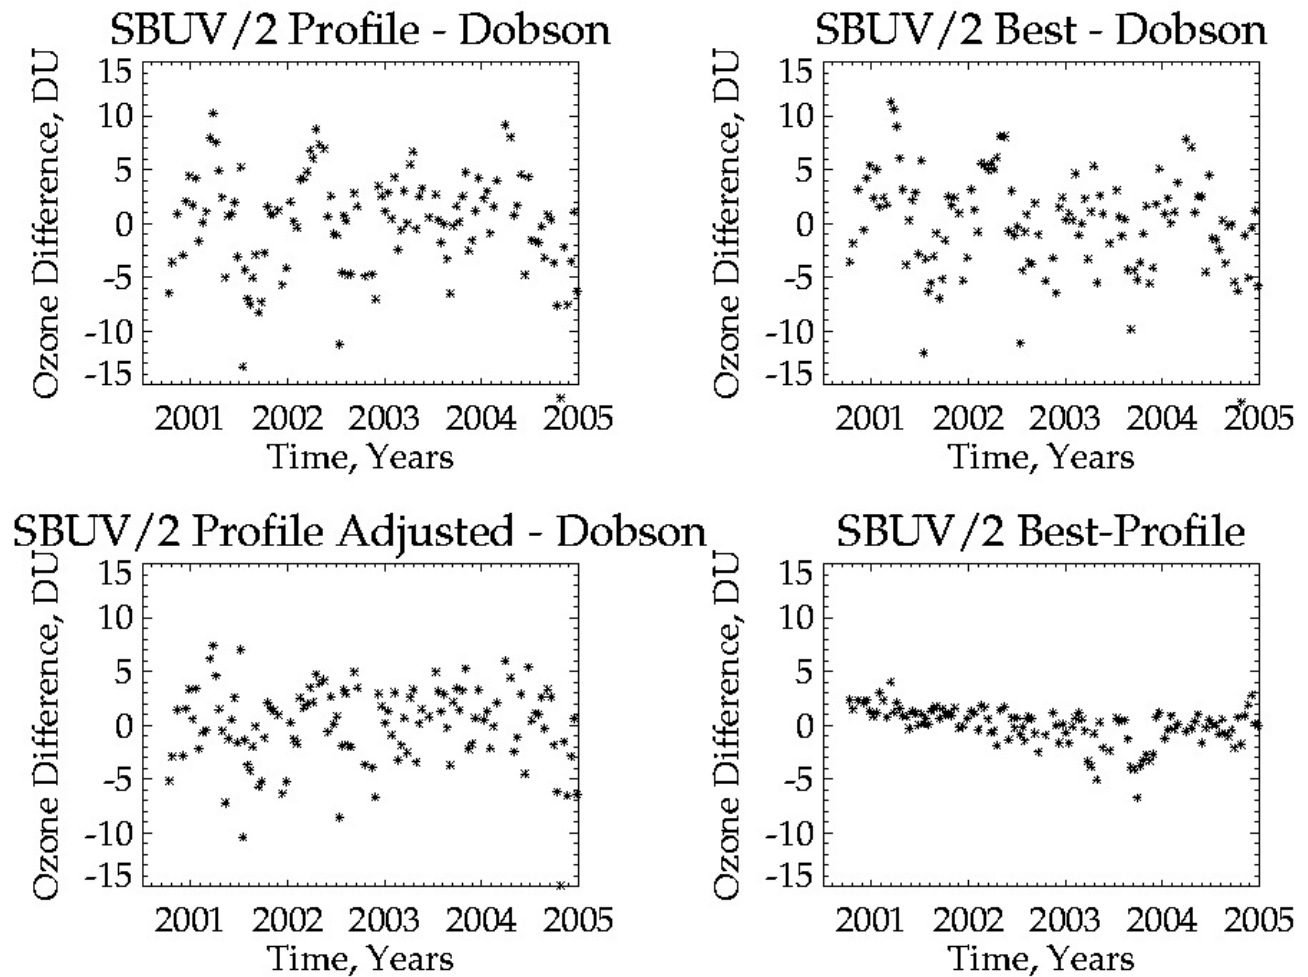 SBUV/2 Profile - Dobson
Ozone Difference, DU
15
10
5
0
-5
-10
-15
2001 2002 2003 2004 2005
Time, Years
SBUV/2 Best - Dobson
Ozone Difference, DU
15
10
5
0
-5
-10
-15
2001 2002 2003 2004 2005
Time, Years
SBUV/2 Profile Adjusted - Dobson
Ozone Difference, DU
15
10
5
0
-5
-10
-15
2001 2002 2003 2004 2005
Time, Years
SBUV/2 Best-Profile
Ozone Difference, DU
15
10
5
0
-5
-10
-15
2001 2002 2003 2004 2005
Time, Years